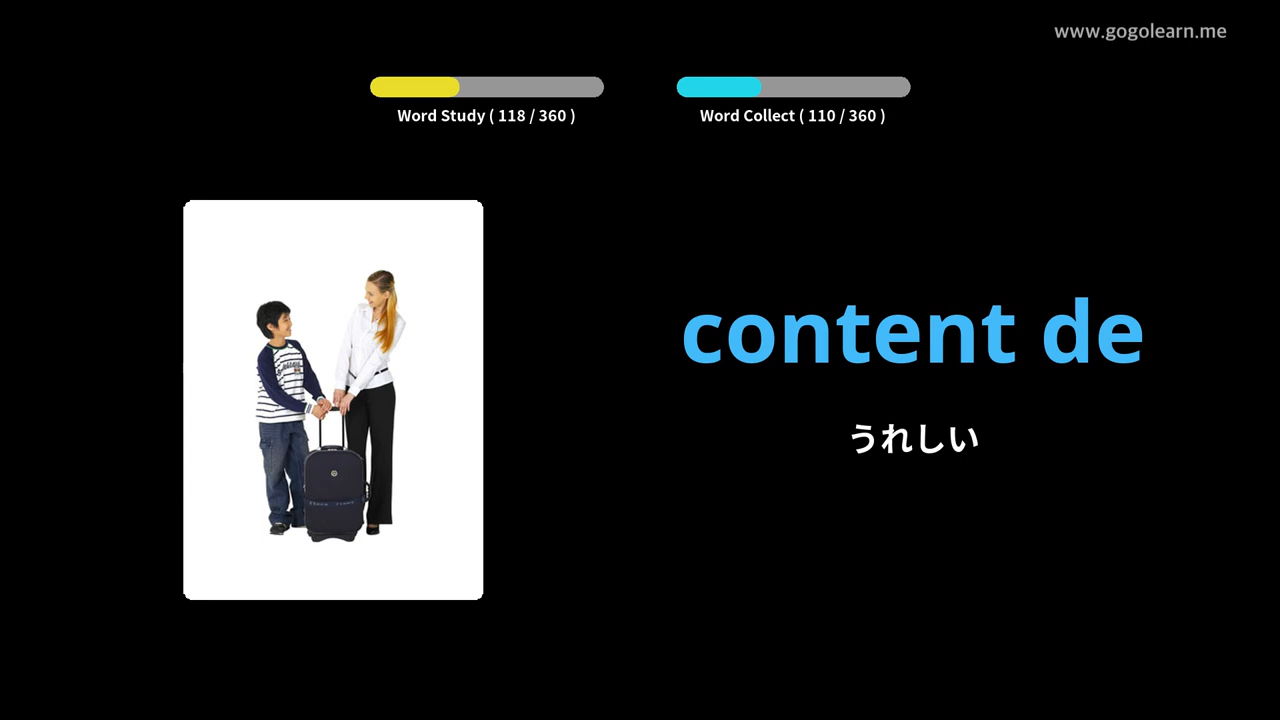 www.gogolearn.me
Word Study ( 118 / 360 )
Word Collect ( 110 / 360 )
content de
うれしい